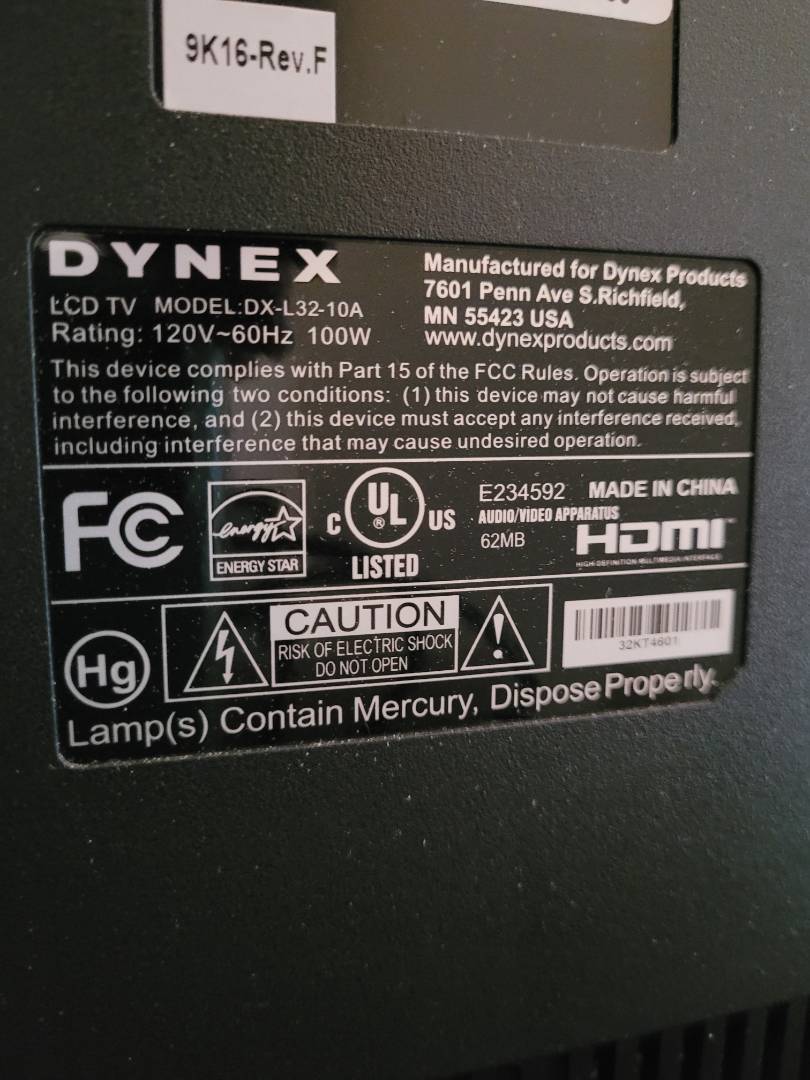 9K16-Rev.F
DYNEX
LCD TV MODEL:DX-L32-10A
Rating: 120V~60Hz 100W
Manufactured for Dynex Products
7601 Penn Ave S.Richfield,
MN 55423 USA
www.dynexproducts.com
This device complies with Part 15 of the FCC Rules. Operation is subject
to the following two conditions: (1) this device may not cause harmful
interference, and (2) this device must accept any interference received,
including interference that may cause undesired operation.
FC
energy
ENERGY STAR
C UL® US
LISTED
E234592 MADE IN CHINA
AUDIO/VIDEO APPARATUS
62MB
HDMI
HIGH-DEFINITION MULTIMEDIA INTERFACE
Hg
CAUTION
RISK OF ELECTRIC SHOCK
DO NOT OPEN
!
32KT4601
Lamp(s) Contain Mercury, Dispose Properly.